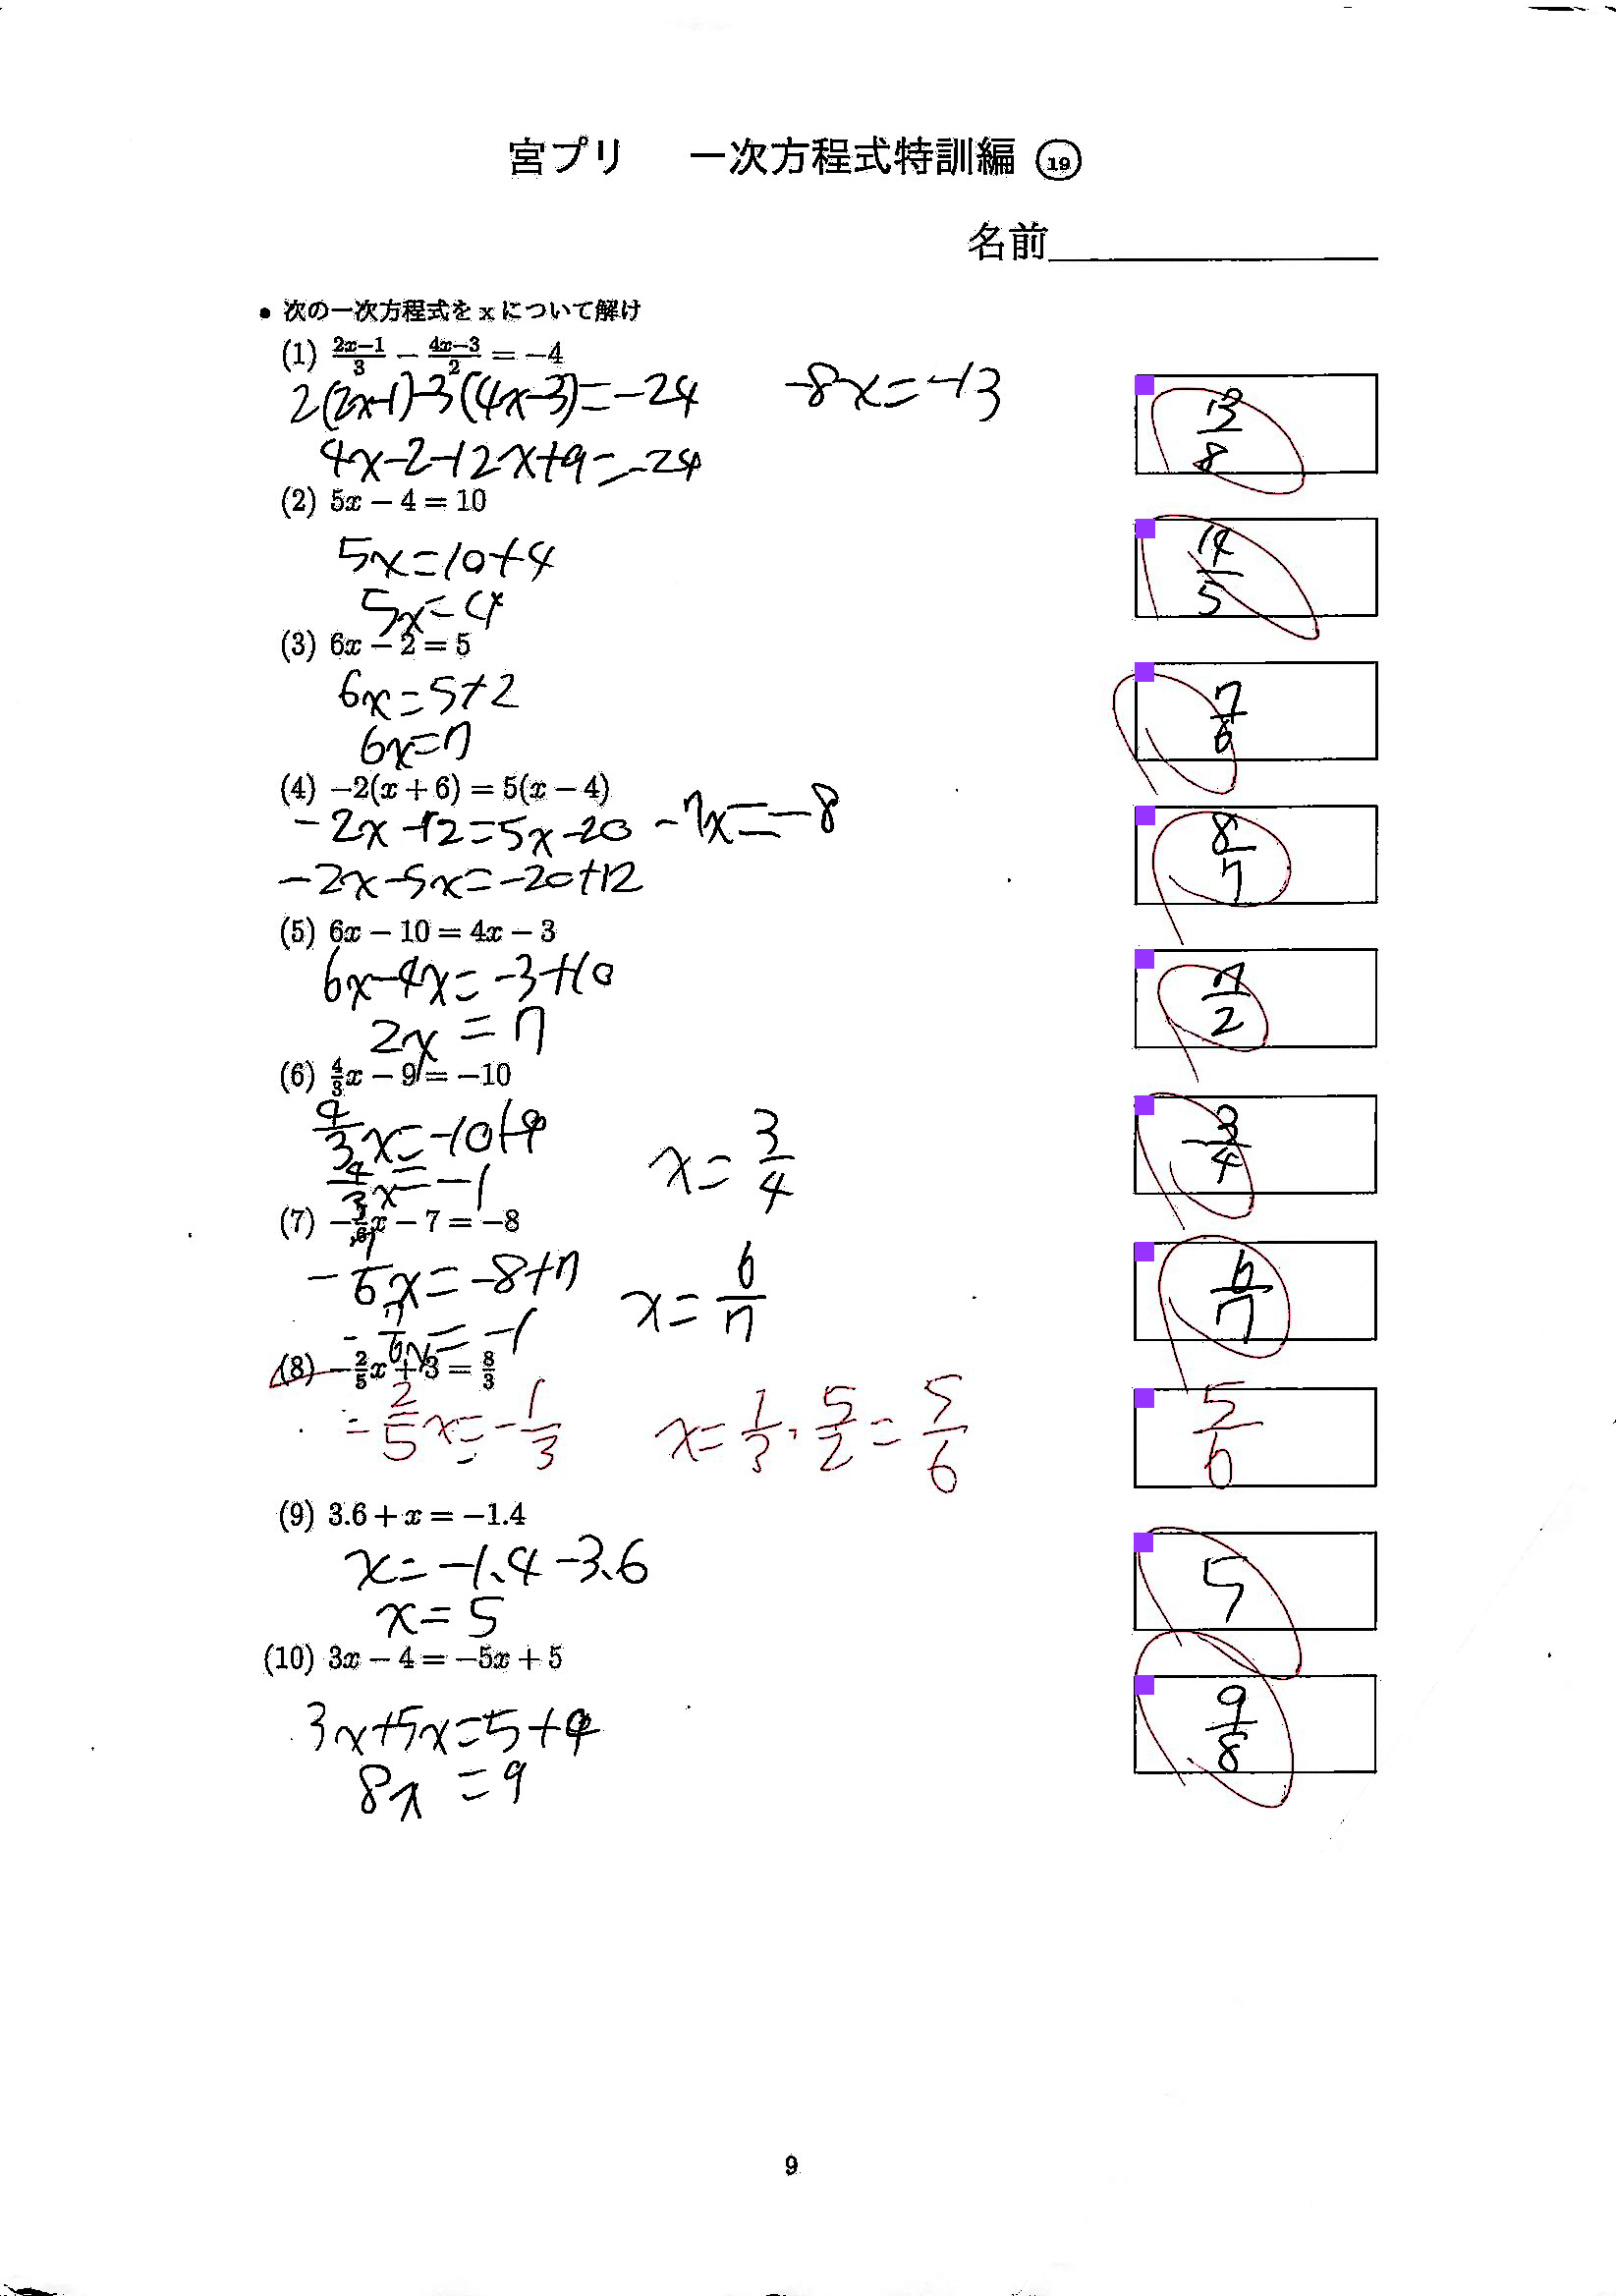 宮プリ 一次方程式特訓編 ⑲
名前
• 次の一次方程式を x について解け
(1) \frac{2x-1}{3} - \frac{4x-3}{2} = -4
2(2x-1)-3(4x-3)=-24 -8x=-13
4x-2-12x+9=-24
\frac{13}{8}
(2) 5x - 4 = 10
5x=10+4
5x=4
\frac{14}{5}
(3) 6x - 2 = 5
6x=5+2
6x=7
\frac{7}{6}
(4) -2(x + 6) = 5(x - 4)
-2x-12=5x-20 -7x=-8
-2x-5x=-20+12
\frac{8}{7}
(5) 6x - 10 = 4x - 3
6x-4x=-3+10
2x=7
\frac{7}{2}
(6) \frac{4}{3}x - 9 = -10
\frac{4}{3}x=-10+9
\frac{4}{3}x=-1 x=\frac{3}{4}
-\frac{3}{4}
(7) -\frac{7}{6}x - 7 = -8
-\frac{7}{6}x=-8+7
-\frac{7}{6}x=-1 x=\frac{6}{7}
\frac{6}{7}
(8) -\frac{2}{5}x + 3 = \frac{8}{3}
-\frac{2}{5}x=-\frac{1}{3} x=\frac{1}{3}·\frac{5}{2}=\frac{5}{6}
\frac{5}{6}
(9) 3.6 + x = -1.4
x=-1.4-3.6
x=5
5
(10) 3x - 4 = -5x + 5
3x+5x=5+4
8x=9
\frac{9}{8}
9